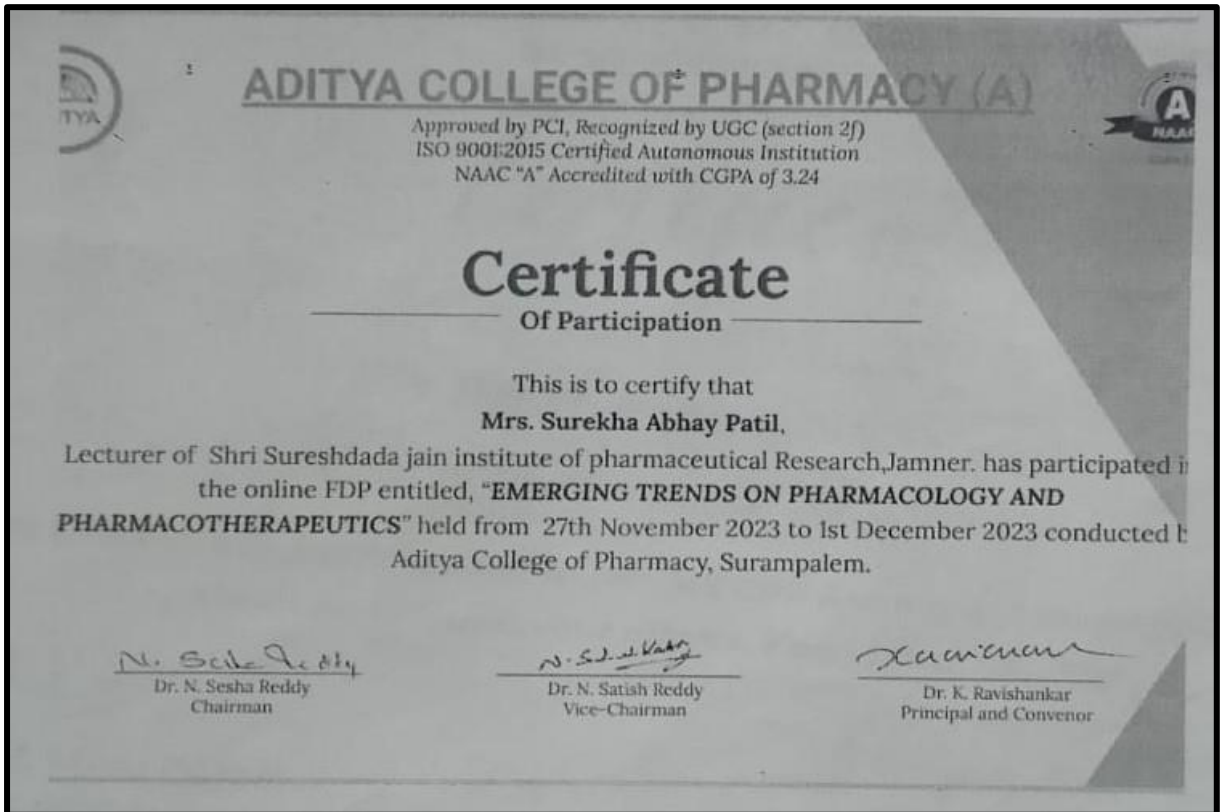 TYA
ADITYA COLLEGE OF PHARMACY (A)
A
NAAC
Approved by PCI, Recognized by UGC (section 2f)
ISO 9001:2015 Certified Autonomous Institution
NAAC "A" Accredited with CGPA of 3.24
Certificate
Of Participation
This is to certify that
Mrs. Surekha Abhay Patil,
Lecturer of Shri Sureshdada jain institute of pharmaceutical Research,Jamner. has participated i
the online FDP entitled, "EMERGING TRENDS ON PHARMACOLOGY AND
PHARMACOTHERAPEUTICS" held from 27th November 2023 to 1st December 2023 conducted
Aditya College of Pharmacy, Surampalem.
Dr. N. Sesha Reddy
Chairman
Dr. N. Satish Reddy
Vice-Chairman
Dr. K. Ravishankar
Principal and Convenor